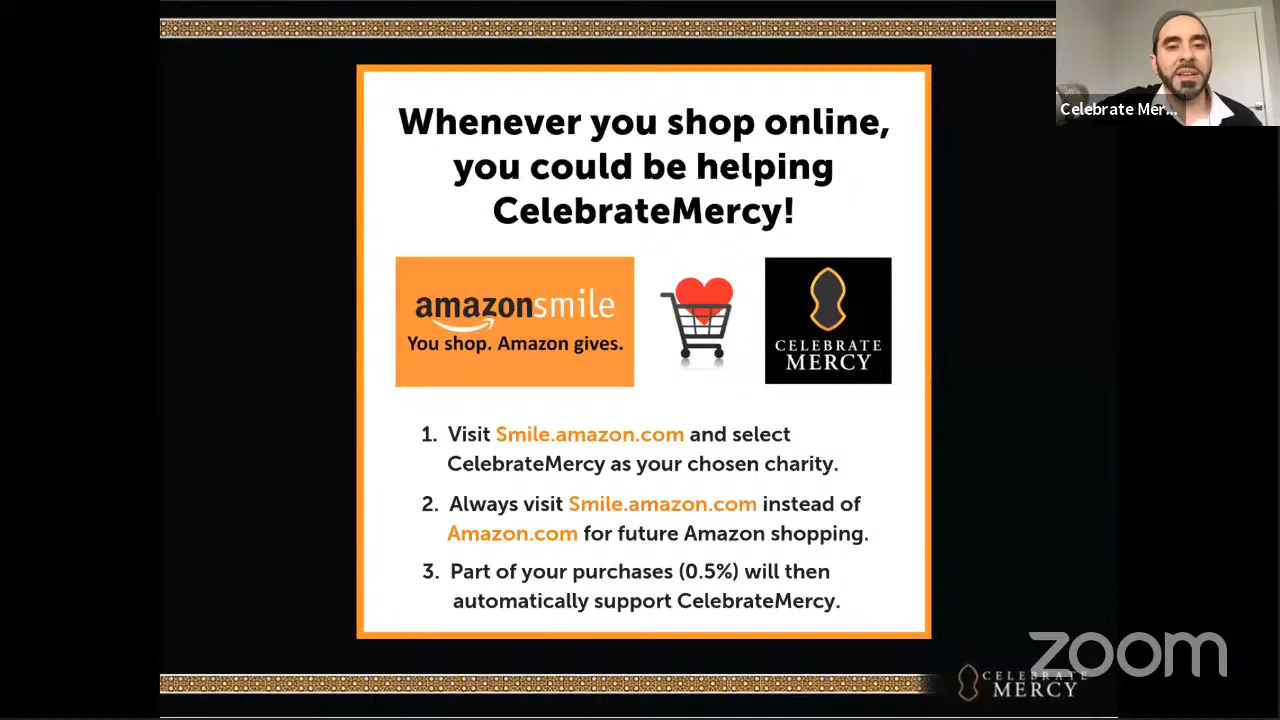 Celebrate Mer...
Whenever you shop online,
you could be helping
CelebrateMercy!
amazonsmile
You shop. Amazon gives.
CELEBRATE
MERCY
1. Visit Smile.amazon.com and select
CelebrateMercy as your chosen charity.
2. Always visit Smile.amazon.com instead of
Amazon.com for future Amazon shopping.
3. Part of your purchases (0.5%) will then
automatically support CelebrateMercy.
zoom
CELEBRATE
MERCY